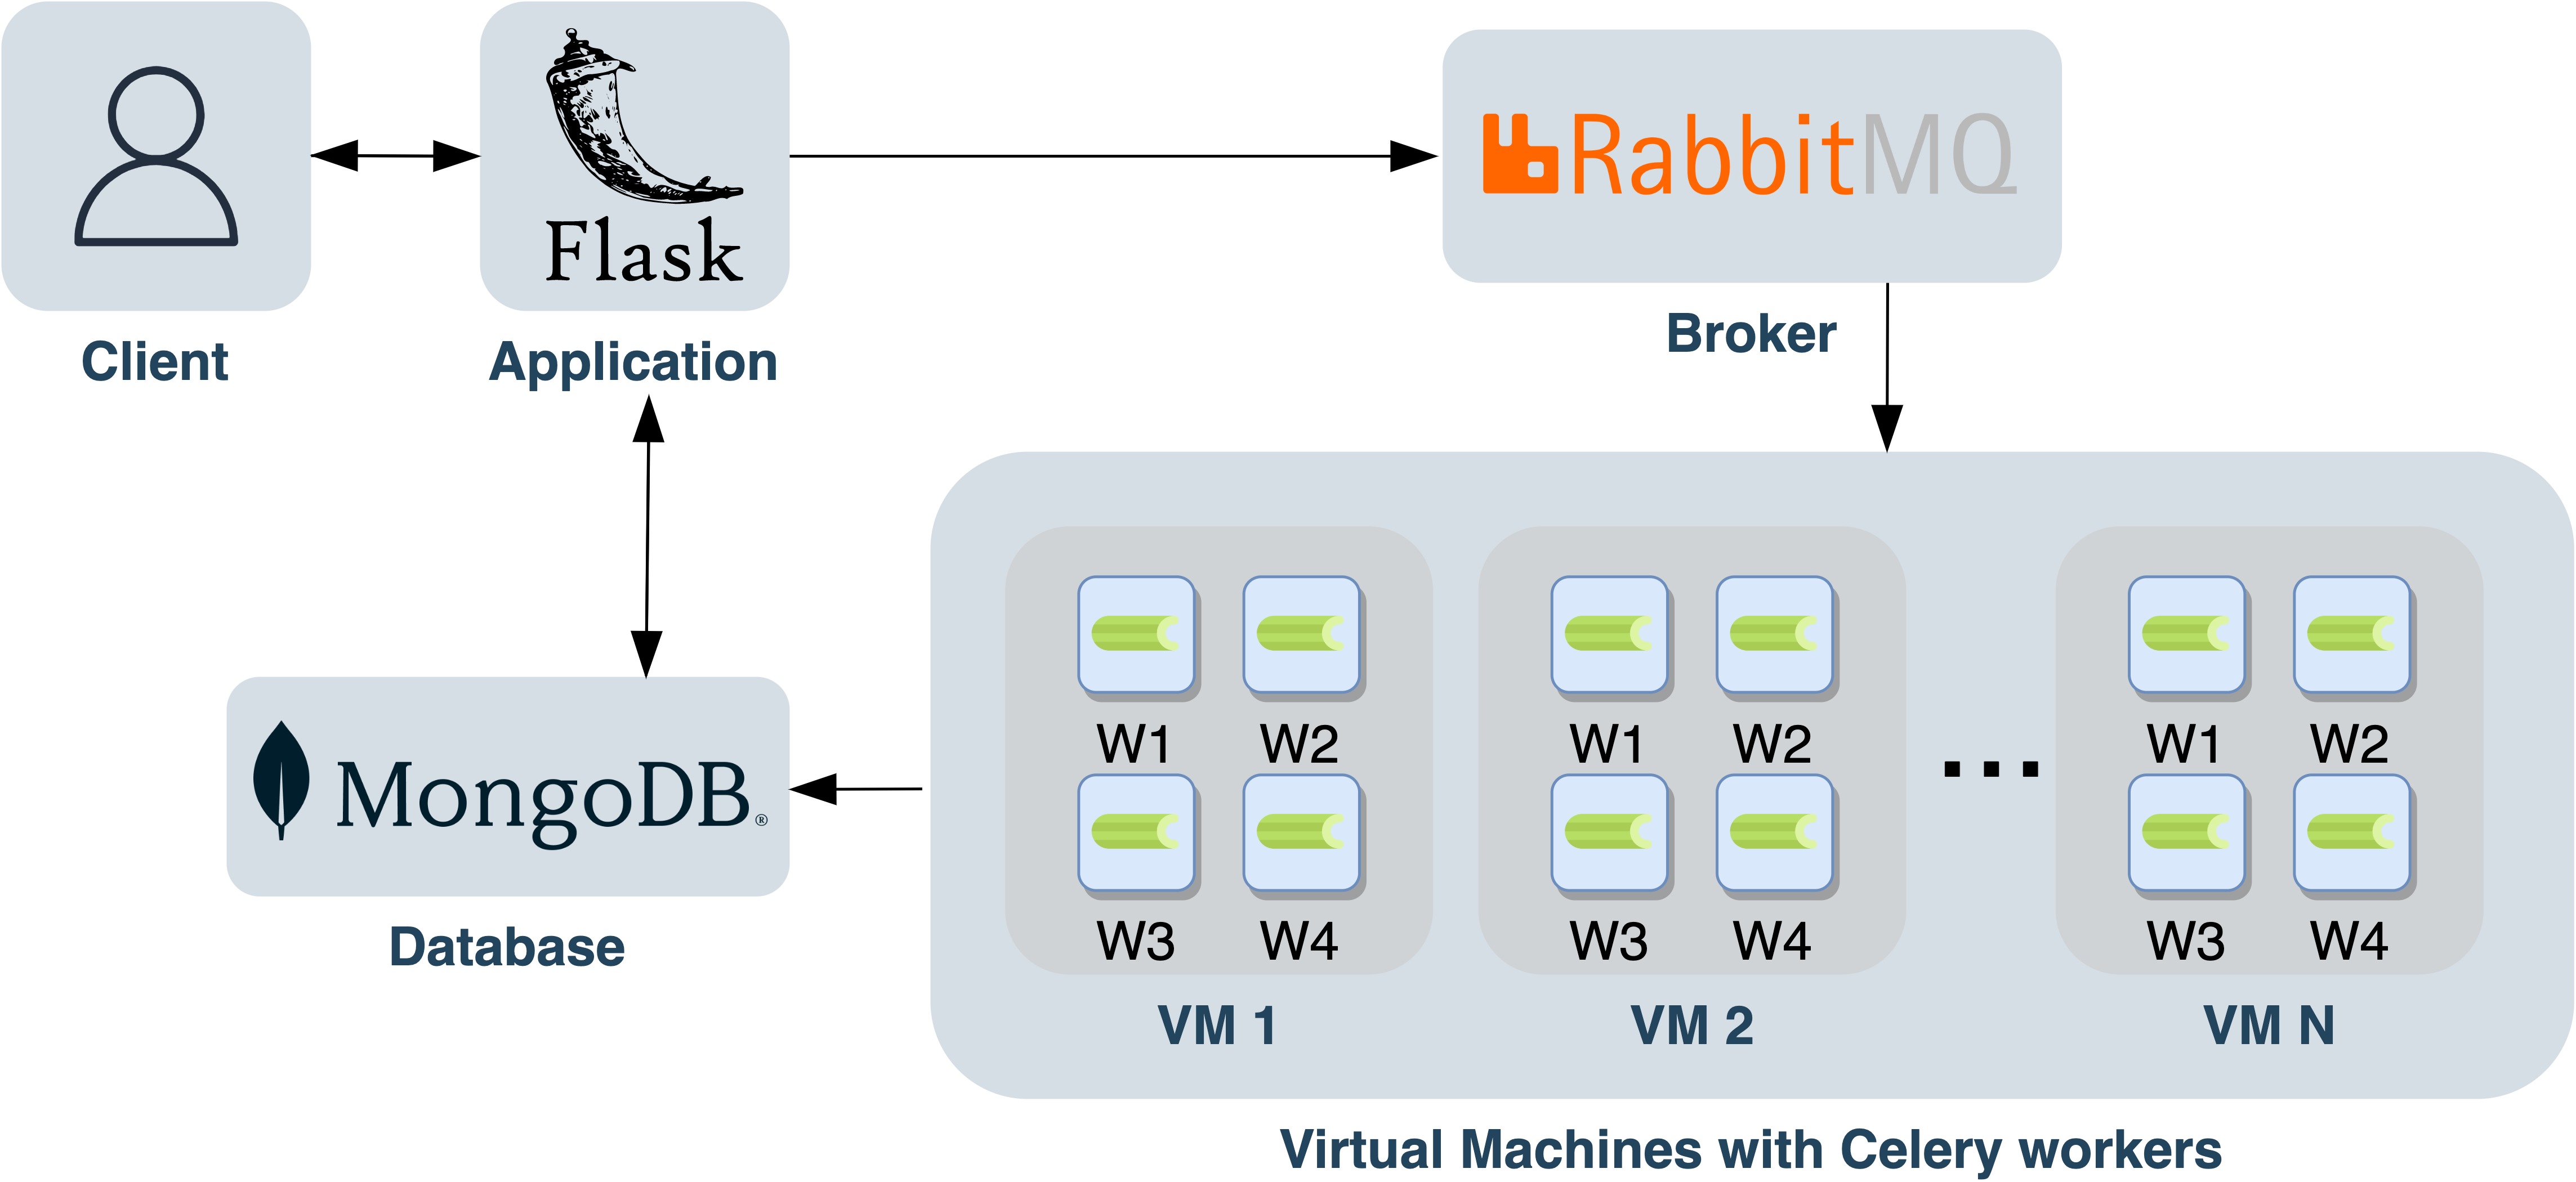 Flask
RabbitMQ
Client
Application
Broker
MongoDB®
Database
W1 W2
W3 W4
VM 1
W1 W2
W3 W4
VM 2
...
W1 W2
W3 W4
VM N
Virtual Machines with Celery workers